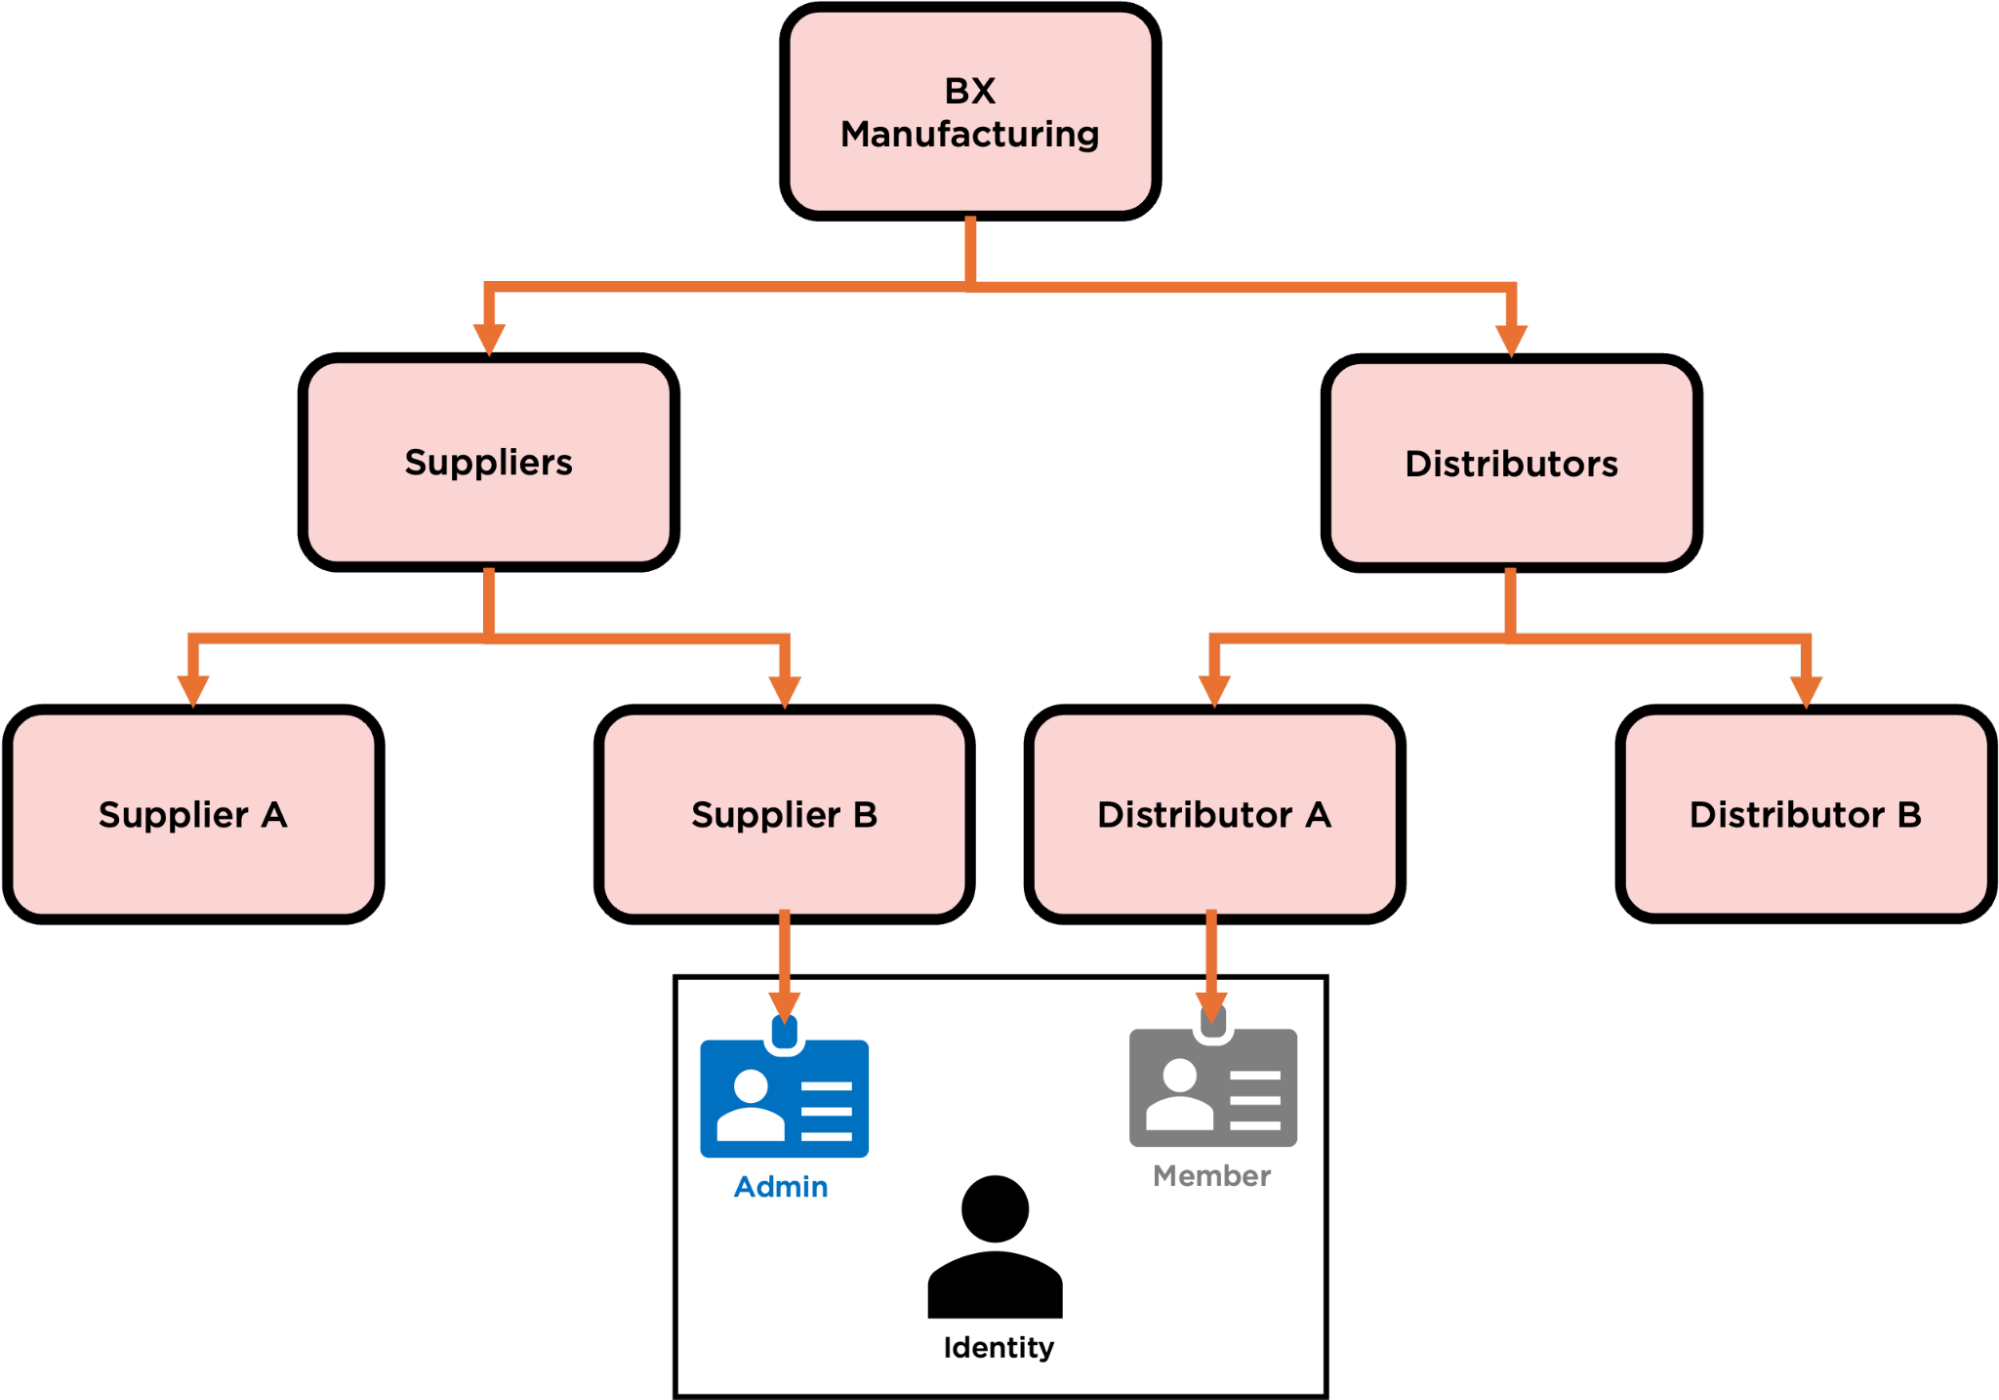 BX
Manufacturing
Suppliers
Distributors
Supplier A
Supplier B
Distributor A
Distributor B
Admin
Member
Identity